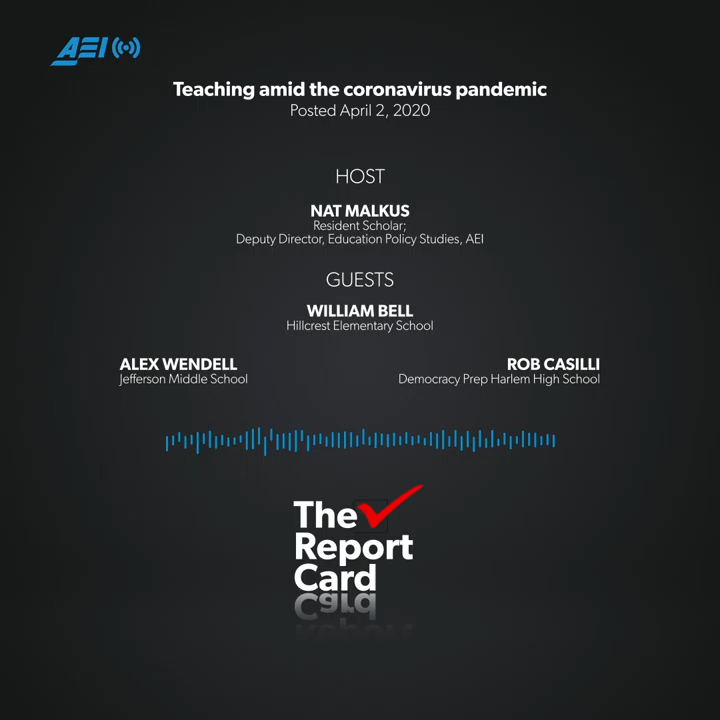 AEI
Teaching amid the coronavirus pandemic
Posted April 2, 2020
HOST
NAT MALKUS
Resident Scholar;
Deputy Director, Education Policy Studies, AEI
GUESTS
WILLIAM BELL
Hillcrest Elementary School
ALEX WENDELL
Jefferson Middle School
ROB CASILLI
Democracy Prep Harlem High School
The
Report
Card